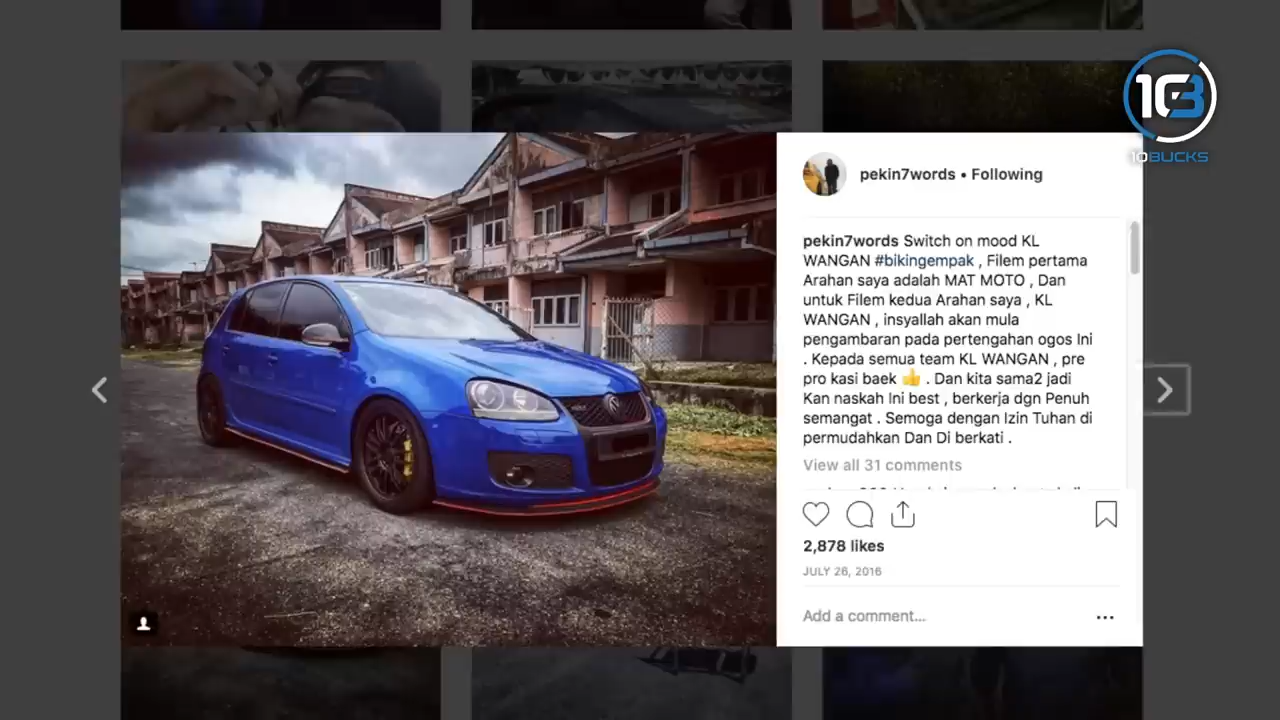 10BUCKS
pekin7words • Following
pekin7words Switch on mood KL
WANGAN #bikingempak , Filem pertama
Arahan saya adalah MAT MOTO , Dan
untuk Filem kedua Arahan saya , KL
WANGAN , insyallah akan mula
pengambaran pada pertengahan ogos Ini
. Kepada semua team KL WANGAN , pre
pro kasi baek 👍 . Dan kita sama2 jadi
Kan naskah Ini best , berkerja dgn Penuh
semangat . Semoga dengan Izin Tuhan di
permudahkan Dan Di berkati .
View all 31 comments
2,878 likes
JULY 26, 2016
Add a comment...